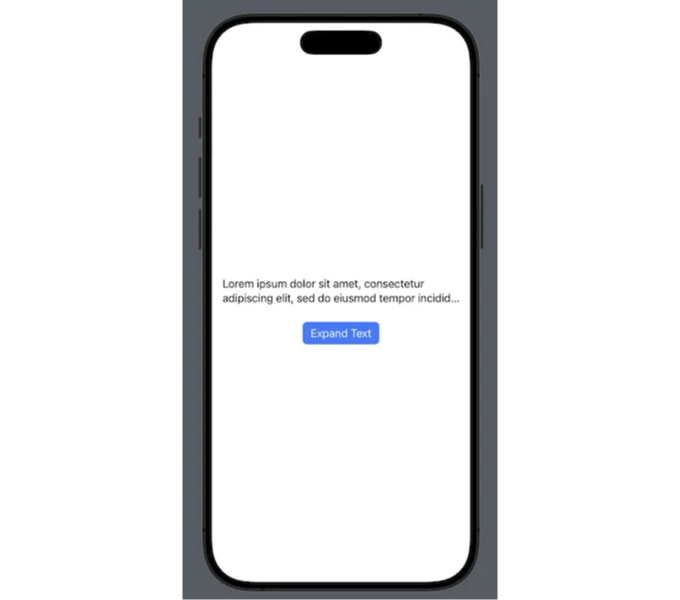 Lorem ipsum dolor sit amet, consectetur
adipiscing elit, sed do eiusmod tempor incidid...
Expand Text